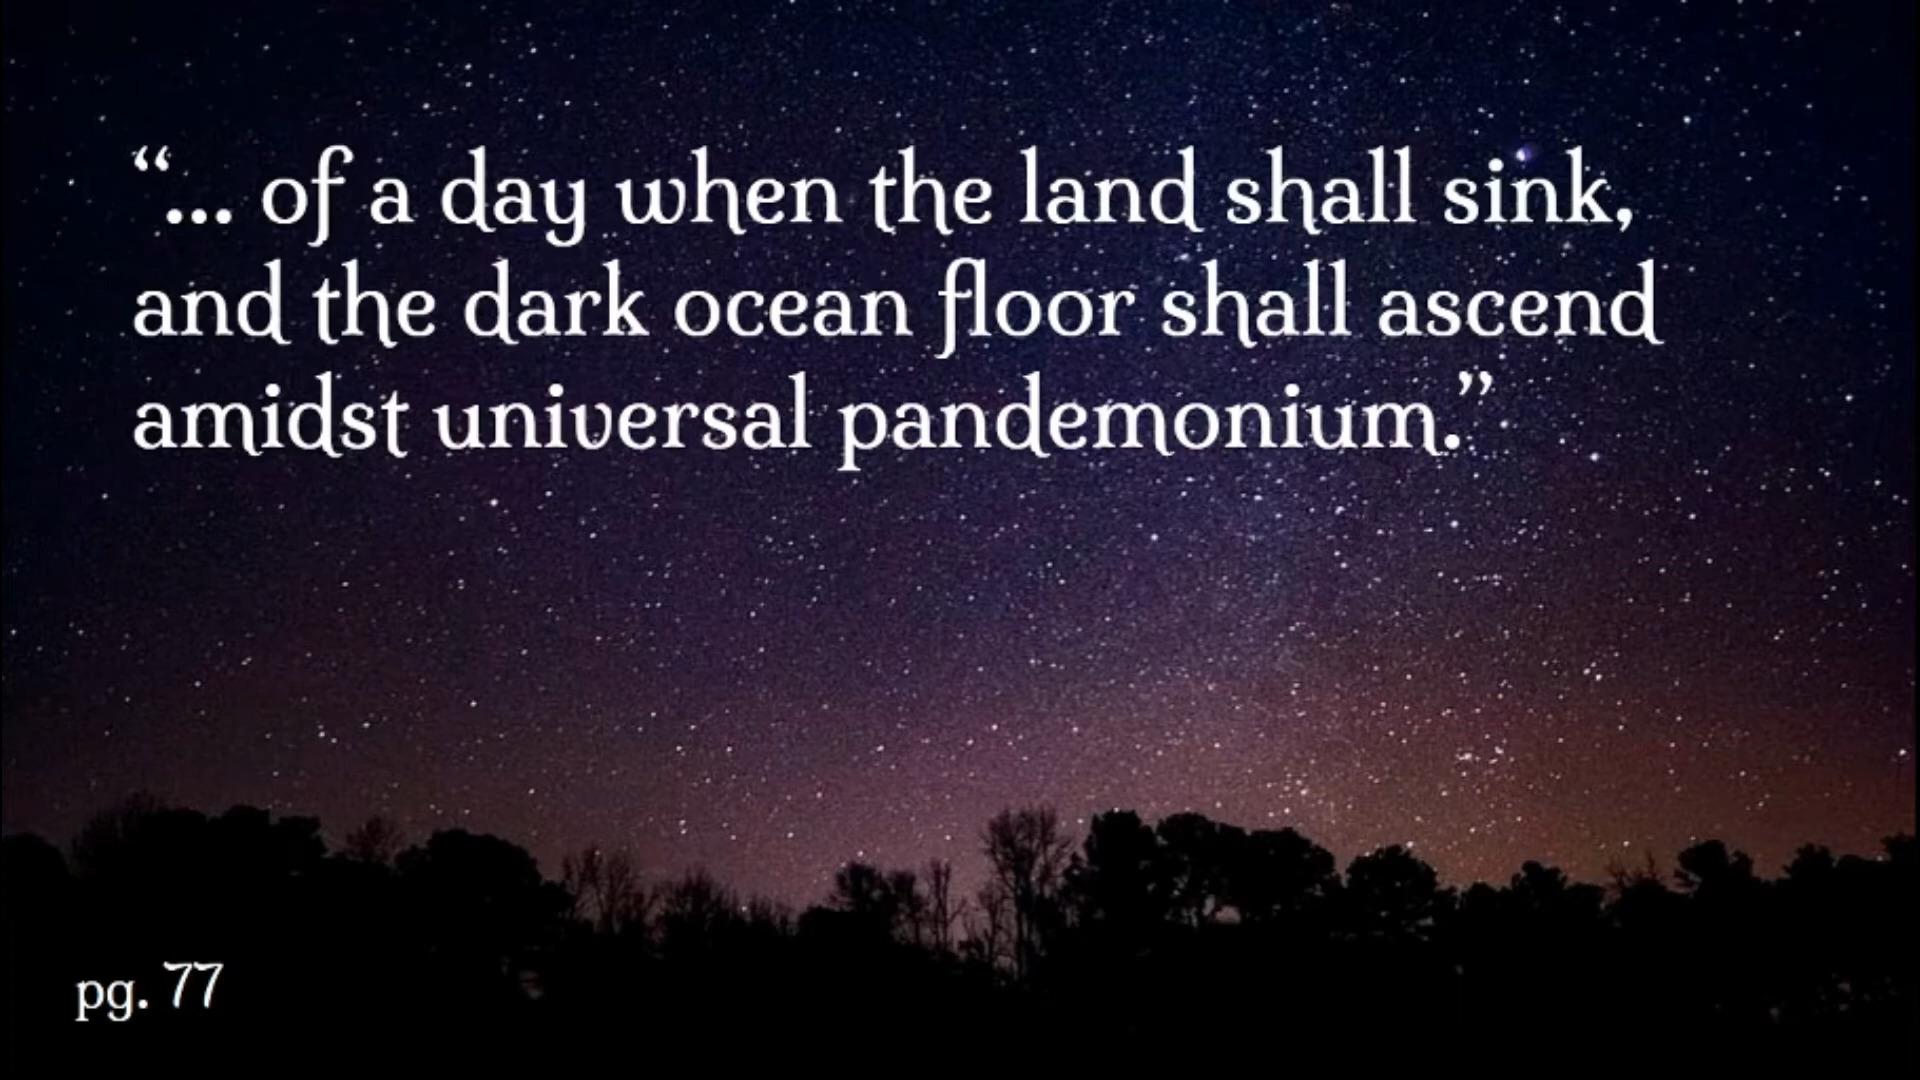 “... of a day when the land shall sink,
and the dark ocean floor shall ascend
amidst universal pandemonium.”
pg. 77